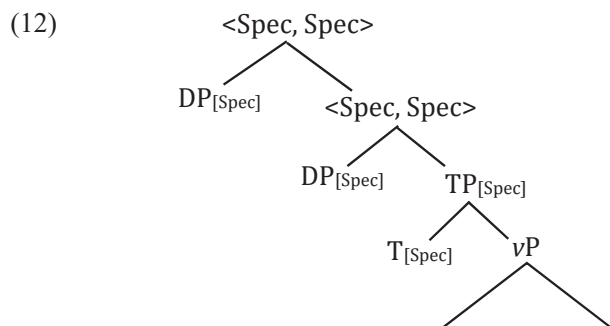 (12) <Spec, Spec>
DP[Spec]
<Spec, Spec>
DP[Spec] TP[Spec]
T[Spec] vP